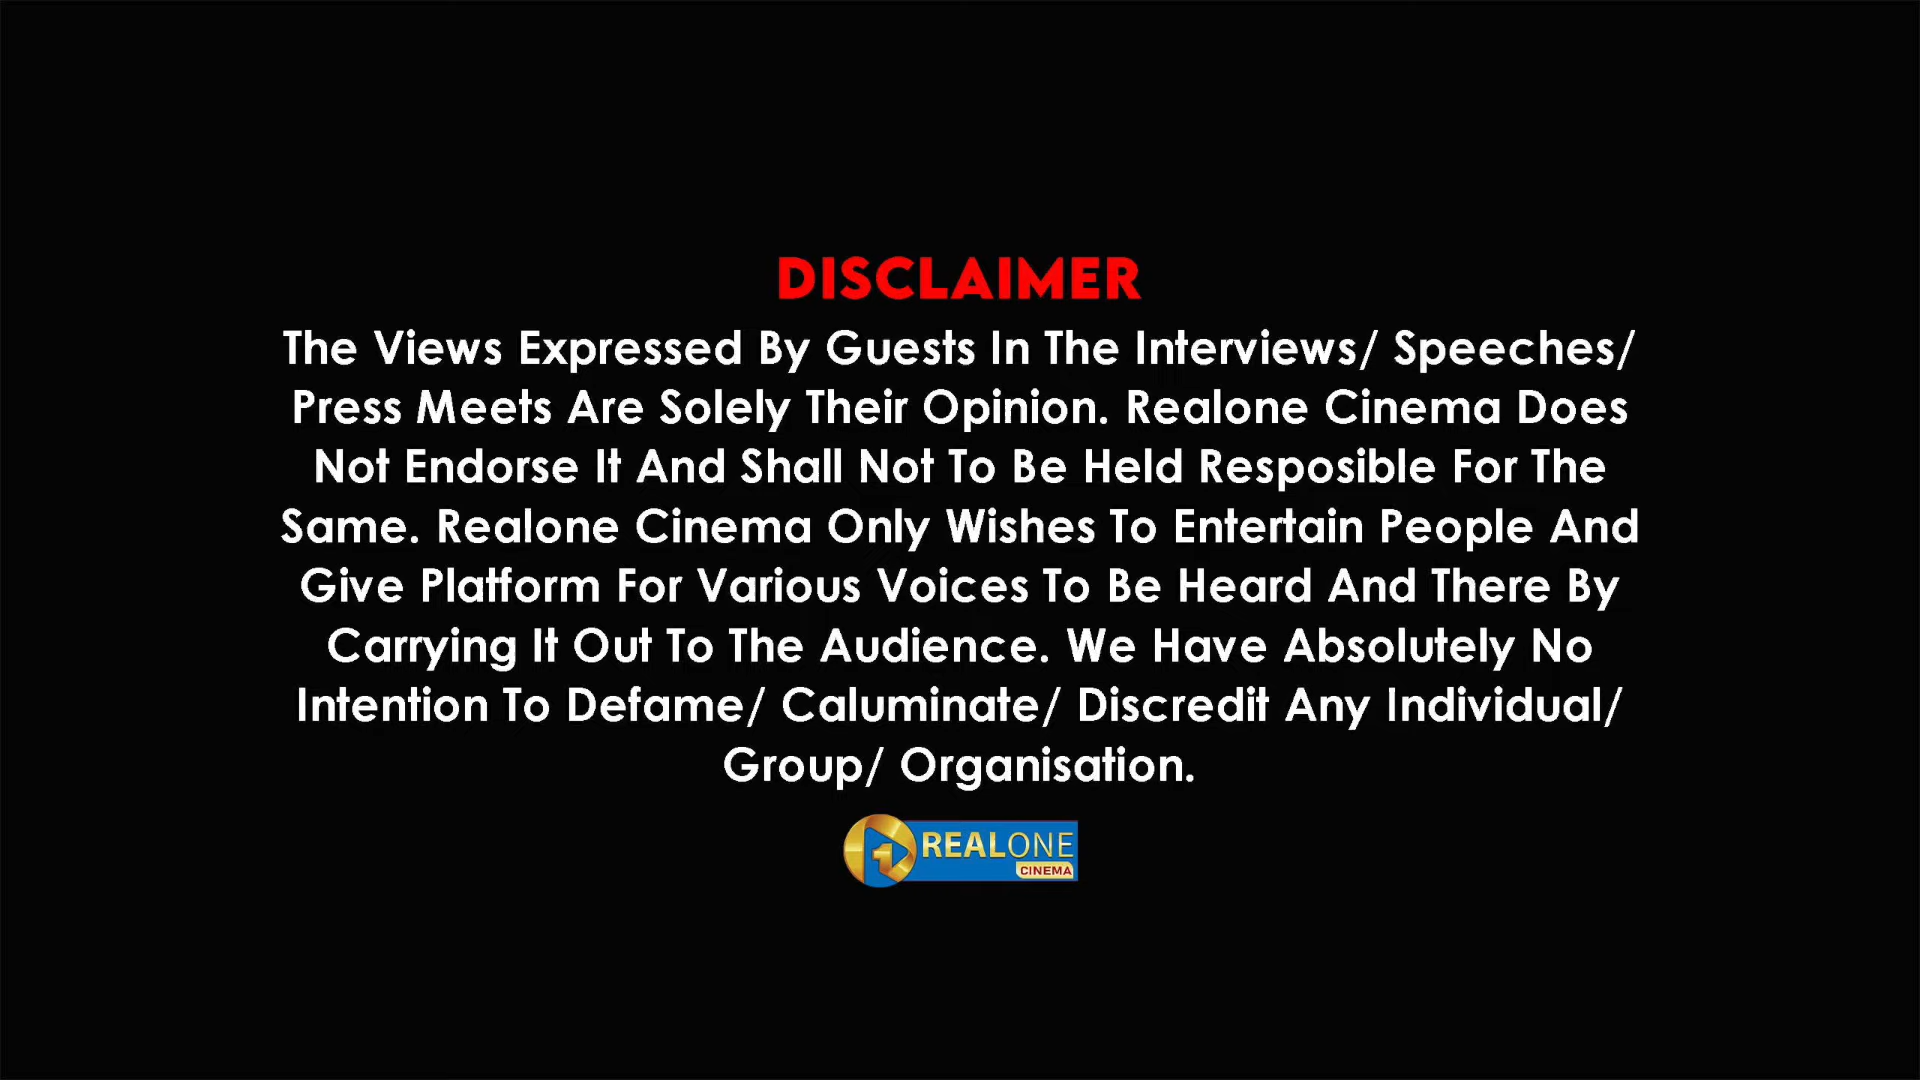 DISCLAIMER
The Views Expressed By Guests In The Interviews/ Speeches/
Press Meets Are Solely Their Opinion. Realone Cinema Does
Not Endorse It And Shall Not To Be Held Resposible For The
Same. Realone Cinema Only Wishes To Entertain People And
Give Platform For Various Voices To Be Heard And There By
Carrying It Out To The Audience. We Have Absolutely No
Intention To Defame/ Caluminate/ Discredit Any Individual/
Group/ Organisation.
1 REALONE
CINEMA